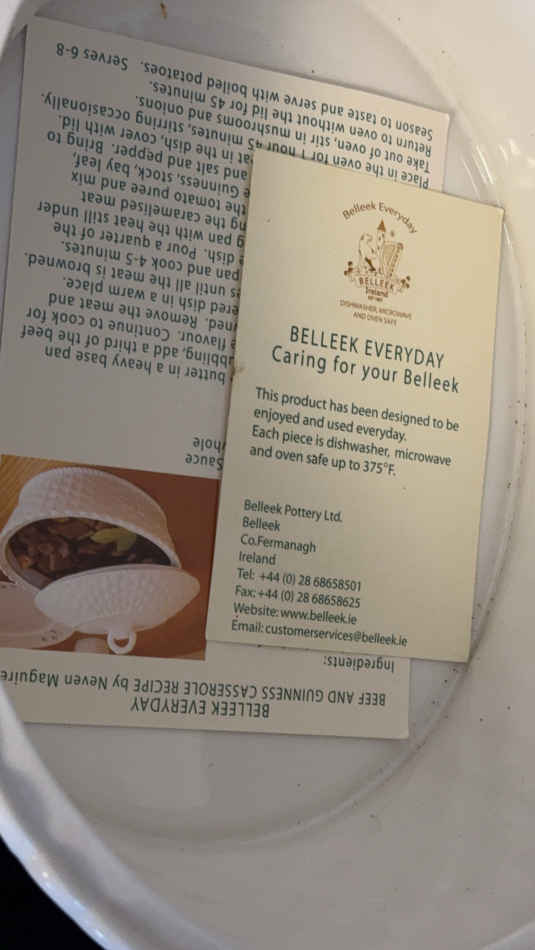 Belleek Everyday
BELLEEK
Ireland
DISHWASHER, MICROWAVE
AND OVEN SAFE
BELLEEK EVERYDAY
Caring for your Belleek
This product has been designed to be
enjoyed and used everyday.
Each piece is dishwasher, microwave
and oven safe up to 375°F.
Belleek Pottery Ltd.
Belleek
Co.Fermanagh
Ireland
Tel: +44 (0) 28 68658501
Fax: +44 (0) 28 68658625
Website: www.belleek.ie
Email: customerservices@belleek.ie
BELLEEK EVERYDAY
BEEF AND GUINNESS CASSEROLE RECIPE by Neven Maguire
Ingredients:
Sauce
whole
butter in a heavy base pan
add a third of the beef
flavour. Continue to cook for
Remove the meat and
dish in a warm place.
until all the meat is browned.
pan and cook 4-5 minutes.
dish. Pour a quarter of the
pan with the heat still under
the caramelised meat
the tomato puree and mix
Guinness, stock, bay leaf,
and salt and pepper. Bring to
in the dish, cover with lid.
Place in the oven for 1 hour 45 minutes, stirring occasionally.
Take out of oven, stir in mushrooms and onions.
Return to oven without the lid for 45 minutes.
Season to taste and serve with boiled potatoes. Serves 6-8